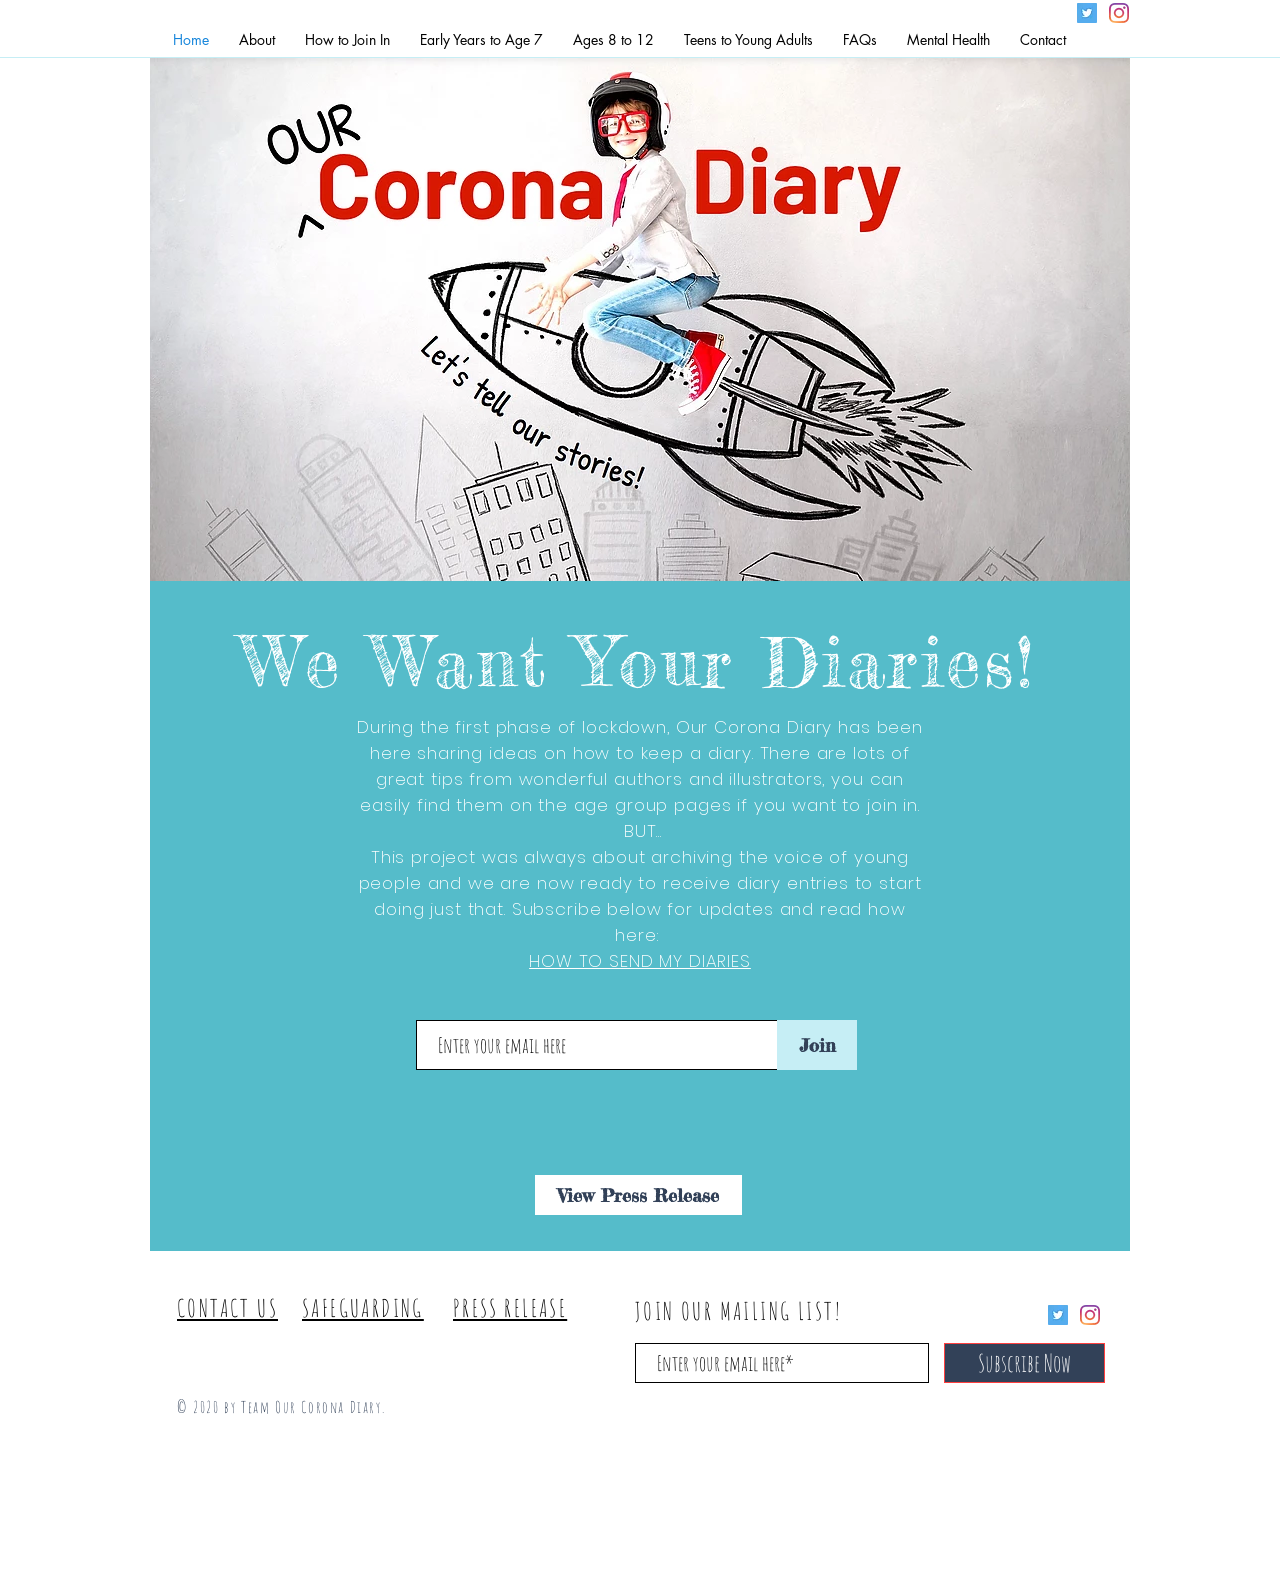 Home About How to Join In Early Years to Age 7 Ages 8 to 12 Teens to Young Adults FAQs Mental Health Contact
OUR
Corona Diary
Let's tell our stories!
We Want Your Diaries!
During the first phase of lockdown, Our Corona Diary has been
here sharing ideas on how to keep a diary. There are lots of
great tips from wonderful authors and illustrators, you can
easily find them on the age group pages if you want to join in.
BUT...
This project was always about archiving the voice of young
people and we are now ready to receive diary entries to start
doing just that. Subscribe below for updates and read how
here:
HOW TO SEND MY DIARIES
Enter your email here Join
View Press Release
CONTACT US SAFEGUARDING PRESS RELEASE
JOIN OUR MAILING LIST!
Enter your email here* Subscribe Now
© 2020 by Team Our Corona Diary.